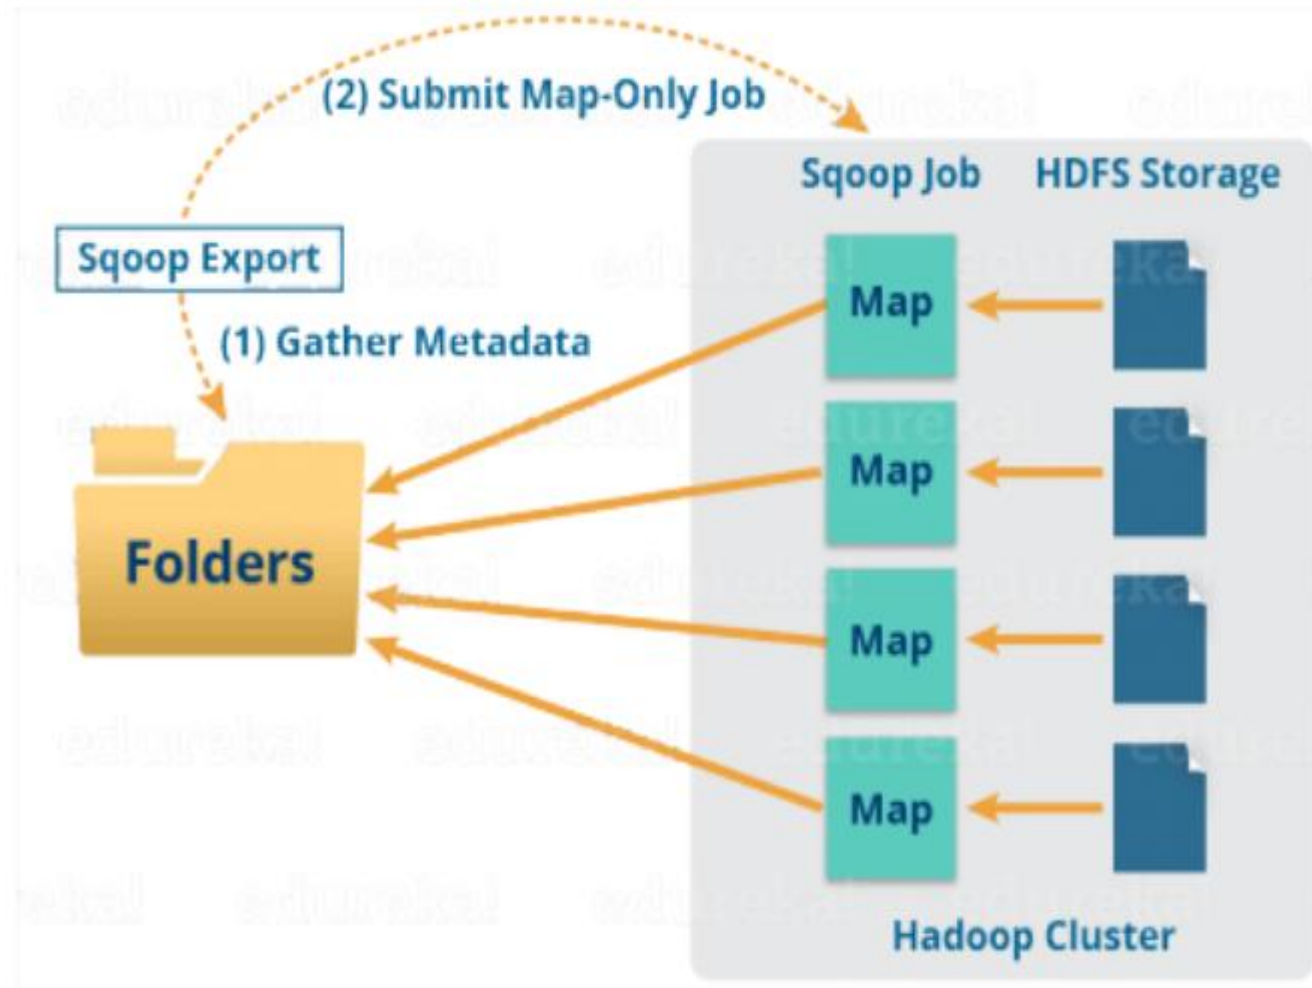 (2) Submit Map-Only Job
Sqoop Job HDFS Storage
Sqoop Export
Map
(1) Gather Metadata
Map
Folders
Map
Map
Hadoop Cluster
edureka!